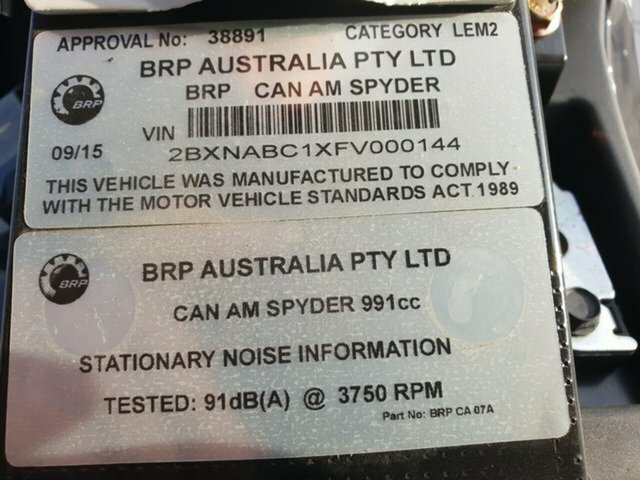 APPROVAL No: 38891 CATEGORY LEM2
BRP AUSTRALIA PTY LTD
BRP
BRP CAN AM SPYDER
VIN
09/15 2BXNABC1XFV000144
THIS VEHICLE WAS MANUFACTURED TO COMPLY
WITH THE MOTOR VEHICLE STANDARDS ACT 1989
BRP AUSTRALIA PTY LTD
BRP
CAN AM SPYDER 991cc
STATIONARY NOISE INFORMATION
TESTED: 91dB(A) @ 3750 RPM
Part No: BRP CA 07A